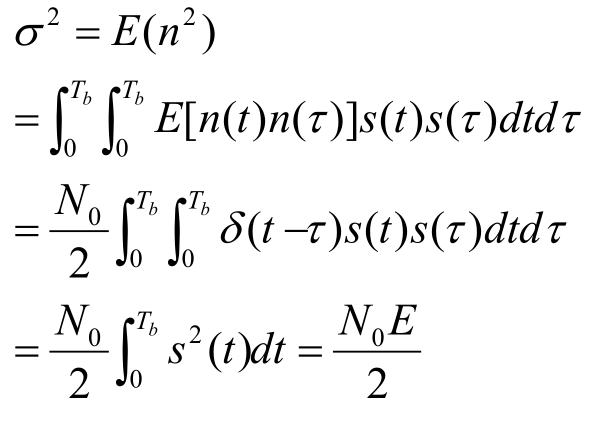 σ² = E(n²)
= ∫₀^{T_b} ∫₀^{T_b} E[n(t)n(τ)]s(t)s(τ)dtdτ
= N₀/2 ∫₀^{T_b} ∫₀^{T_b} δ(t−τ)s(t)s(τ)dtdτ
= N₀/2 ∫₀^{T_b} s²(t)dt = N₀E/2